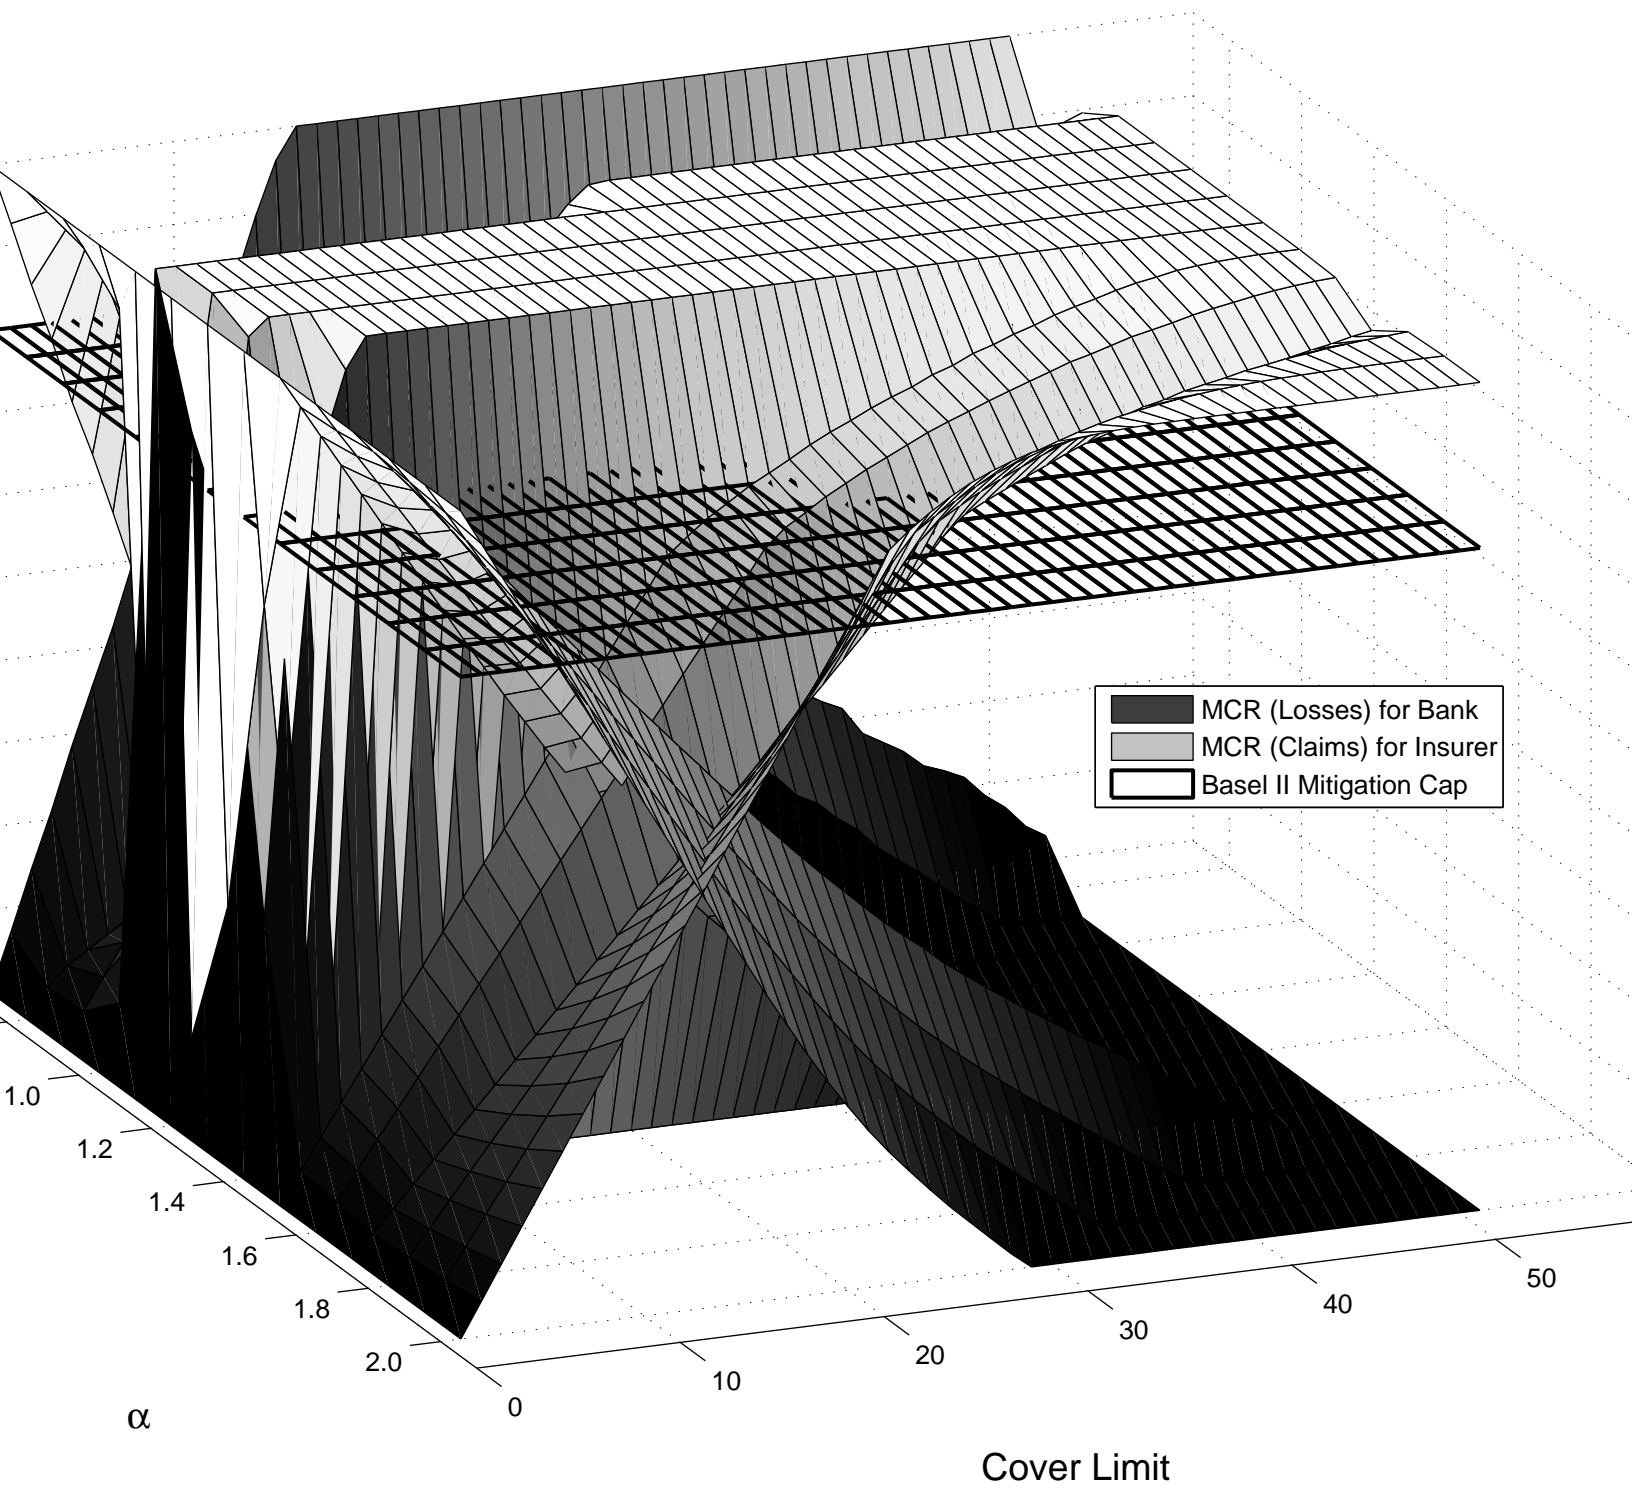 MCR (Losses) for Bank
MCR (Claims) for Insurer
Basel II Mitigation Cap
1.0
1.2
1.4
1.6
1.8
2.0
0
10
20
30
40
50
α
Cover Limit